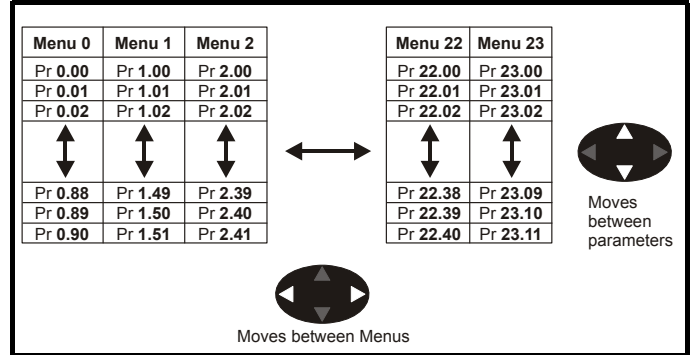 Menu 0 Menu 1 Menu 2 Menu 22 Menu 23
Pr 0.00 Pr 1.00 Pr 2.00 Pr 22.00 Pr 23.00
Pr 0.01 Pr 1.01 Pr 2.01 Pr 22.01 Pr 23.01
Pr 0.02 Pr 1.02 Pr 2.02 Pr 22.02 Pr 23.02
Pr 0.88 Pr 1.49 Pr 2.39 Pr 22.38 Pr 23.09
Pr 0.89 Pr 1.50 Pr 2.40 Pr 22.39 Pr 23.10
Pr 0.90 Pr 1.51 Pr 2.41 Pr 22.40 Pr 23.11
Moves
between
parameters
Moves between Menus